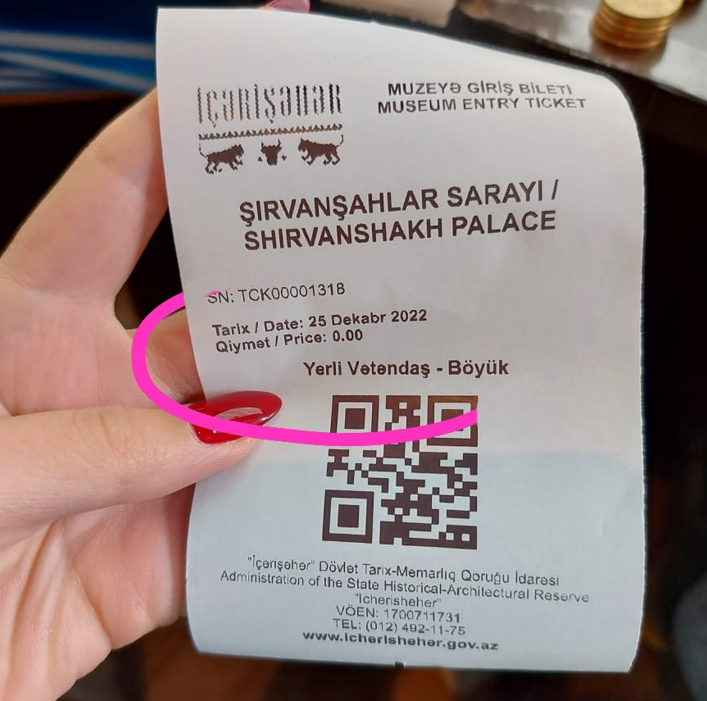 İÇƏRİŞƏHƏR
MUZEYƏ GİRİŞ BİLETİ
MUSEUM ENTRY TICKET
ŞIRVANŞAHLAR SARAYI /
SHIRVANSHAKH PALACE
SN: TCK00001318
Tarix / Date: 25 Dekabr 2022
Qiymət / Price: 0.00
Yerli Vətəndaş - Böyük
"İçərişəhər" Dövlət Tarix-Memarlıq Qoruğu İdarəsi
Administration of the State Historical-Architectural Reserve
"Icherisheher"
VÖEN: 1700711731
TEL: (012) 492-11-75
www.icherisheher.gov.az